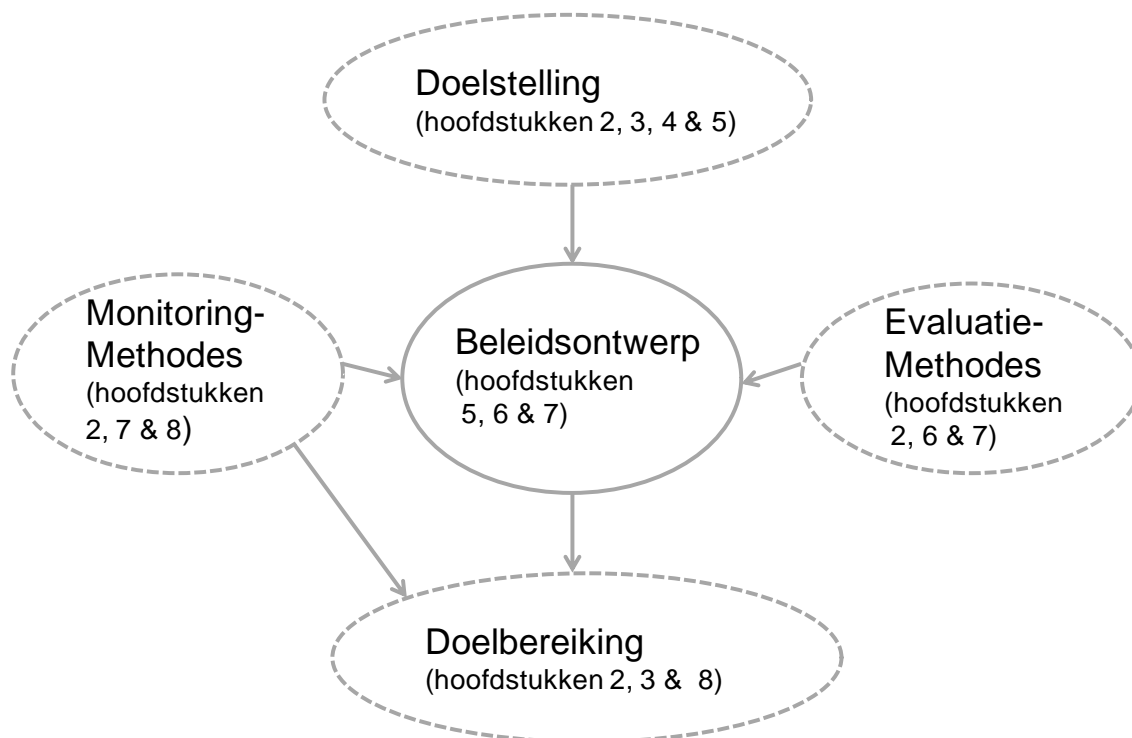 Doelstelling
(hoofdstukken 2, 3, 4 & 5)
Monitoring-
Methodes
(hoofdstukken
2, 7 & 8)
Beleidsontwerp
(hoofdstukken
5, 6 & 7)
Evaluatie-
Methodes
(hoofdstukken
2, 6 & 7)
Doelbereiking
(hoofdstukken 2, 3 & 8)